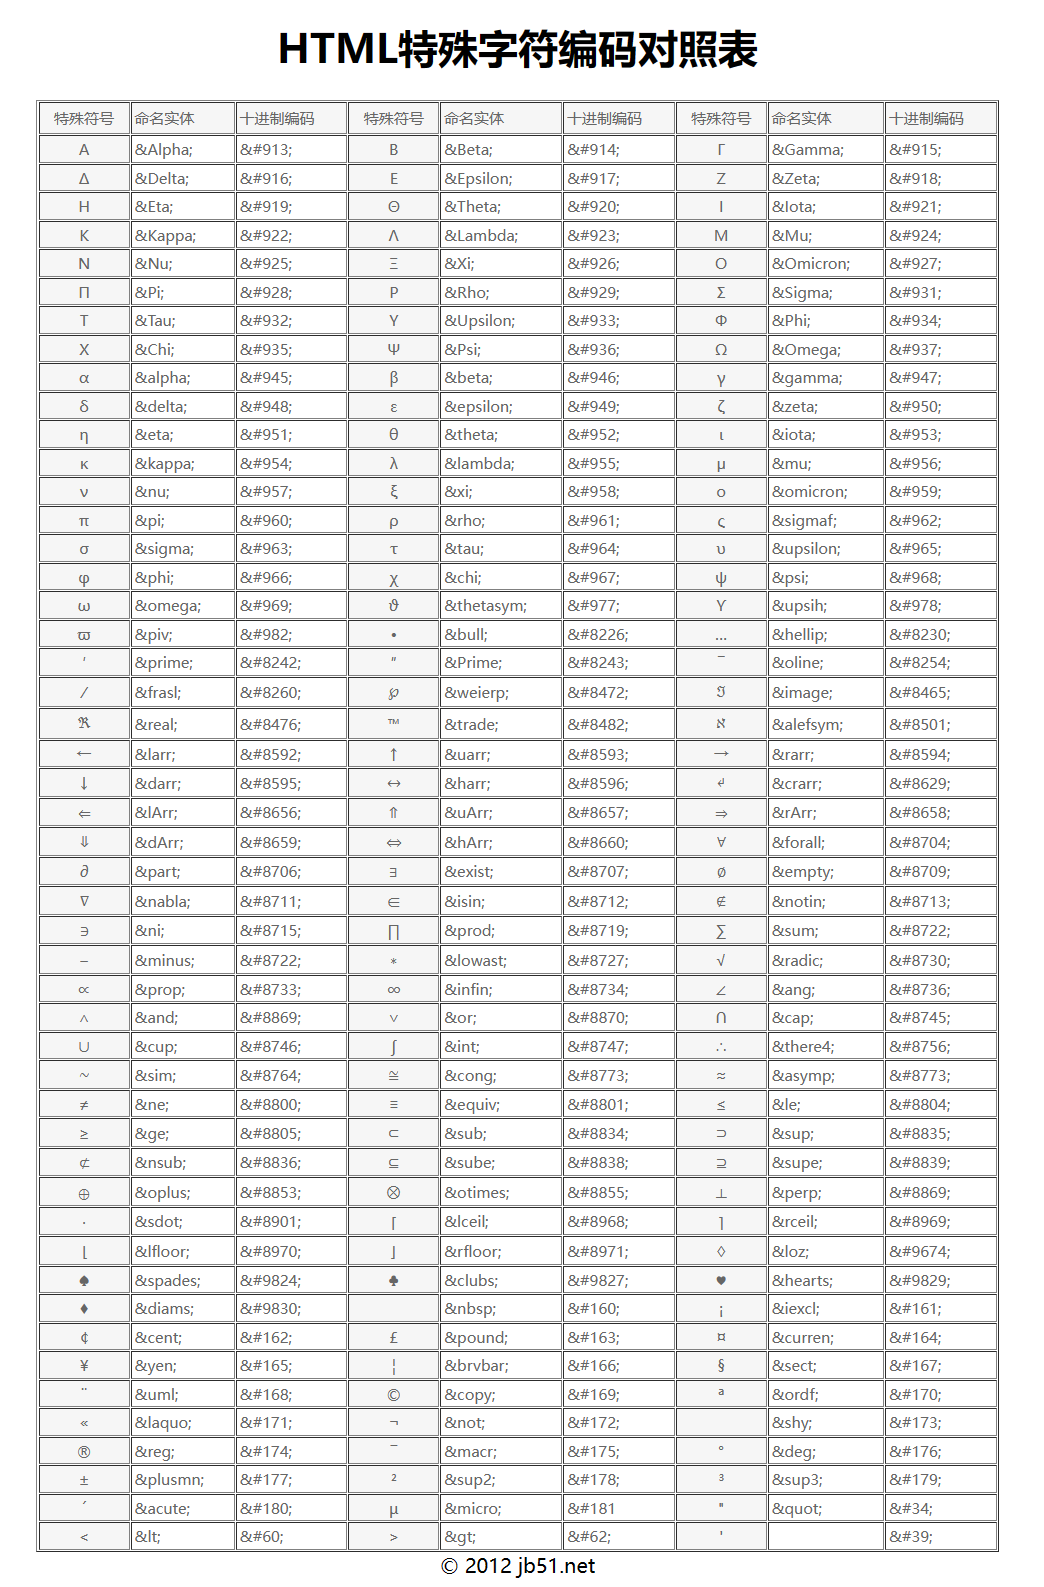 HTML特殊字符编码对照表
特殊符号 命名实体 十进制编码 特殊符号 命名实体 十进制编码 特殊符号 命名实体 十进制编码
Α &Alpha; &#913; Β &Beta; &#914; Γ &Gamma; &#915;
Δ &Delta; &#916; Ε &Epsilon; &#917; Ζ &Zeta; &#918;
Η &Eta; &#919; Θ &Theta; &#920; Ι &Iota; &#921;
Κ &Kappa; &#922; Λ &Lambda; &#923; Μ &Mu; &#924;
Ν &Nu; &#925; Ξ &Xi; &#926; Ο &Omicron; &#927;
Π &Pi; &#928; Ρ &Rho; &#929; Σ &Sigma; &#931;
Τ &Tau; &#932; Υ &Upsilon; &#933; Φ &Phi; &#934;
Χ &Chi; &#935; Ψ &Psi; &#936; Ω &Omega; &#937;
α &alpha; &#945; β &beta; &#946; γ &gamma; &#947;
δ &delta; &#948; ε &epsilon; &#949; ζ &zeta; &#950;
η &eta; &#951; θ &theta; &#952; ι &iota; &#953;
κ &kappa; &#954; λ &lambda; &#955; μ &mu; &#956;
ν &nu; &#957; ξ &xi; &#958; ο &omicron; &#959;
π &pi; &#960; ρ &rho; &#961; ς &sigmaf; &#962;
σ &sigma; &#963; τ &tau; &#964; υ &upsilon; &#965;
φ &phi; &#966; χ &chi; &#967; ψ &psi; &#968;
ω &omega; &#969; ϑ &thetasym; &#977; ϒ &upsih; &#978;
ϖ &piv; &#982; • &bull; &#8226; … &hellip; &#8230;
′ &prime; &#8242; ″ &Prime; &#8243; ‾ &oline; &#8254;
⁄ &frasl; &#8260; ℘ &weierp; &#8472; ℑ &image; &#8465;
ℜ &real; &#8476; ™ &trade; &#8482; ℵ &alefsym; &#8501;
← &larr; &#8592; ↑ &uarr; &#8593; → &rarr; &#8594;
↓ &darr; &#8595; ↔ &harr; &#8596; ↵ &crarr; &#8629;
⇐ &lArr; &#8656; ⇑ &uArr; &#8657; ⇒ &rArr; &#8658;
⇓ &dArr; &#8659; ⇔ &hArr; &#8660; ∀ &forall; &#8704;
∂ &part; &#8706; ∃ &exist; &#8707; ∅ &empty; &#8709;
∇ &nabla; &#8711; ∈ &isin; &#8712; ∉ &notin; &#8713;
∋ &ni; &#8715; ∏ &prod; &#8719; ∑ &sum; &#8722;
− &minus; &#8722; ∗ &lowast; &#8727; √ &radic; &#8730;
∝ &prop; &#8733; ∞ &infin; &#8734; ∠ &ang; &#8736;
∧ &and; &#8869; ∨ &or; &#8870; ∩ &cap; &#8745;
∪ &cup; &#8746; ∫ &int; &#8747; ∴ &there4; &#8756;
∼ &sim; &#8764; ≅ &cong; &#8773; ≈ &asymp; &#8773;
≠ &ne; &#8800; ≡ &equiv; &#8801; ≤ &le; &#8804;
≥ &ge; &#8805; ⊂ &sub; &#8834; ⊃ &sup; &#8835;
⊄ &nsub; &#8836; ⊆ &sube; &#8838; ⊇ &supe; &#8839;
⊕ &oplus; &#8853; ⊗ &otimes; &#8855; ⊥ &perp; &#8869;
⋅ &sdot; &#8901; ⌈ &lceil; &#8968; ⌉ &rceil; &#8969;
⌊ &lfloor; &#8970; ⌋ &rfloor; &#8971; ◊ &loz; &#9674;
♠ &spades; &#9824; ♣ &clubs; &#9827; ♥ &hearts; &#9829;
♦ &diams; &#9830; &nbsp; &#160; ¡ &iexcl; &#161;
¢ &cent; &#162; £ &pound; &#163; ¤ &curren; &#164;
¥ &yen; &#165; ¦ &brvbar; &#166; § &sect; &#167;
¨ &uml; &#168; © &copy; &#169; ª &ordf; &#170;
« &laquo; &#171; ¬ &not; &#172; &shy; &#173;
® &reg; &#174; ¯ &macr; &#175; ° &deg; &#176;
± &plusmn; &#177; ² &sup2; &#178; ³ &sup3; &#179;
´ &acute; &#180; µ &micro; &#181 " &quot; &#34;
< &lt; &#60; > &gt; &#62; ' &#39;
© 2012 jb51.net